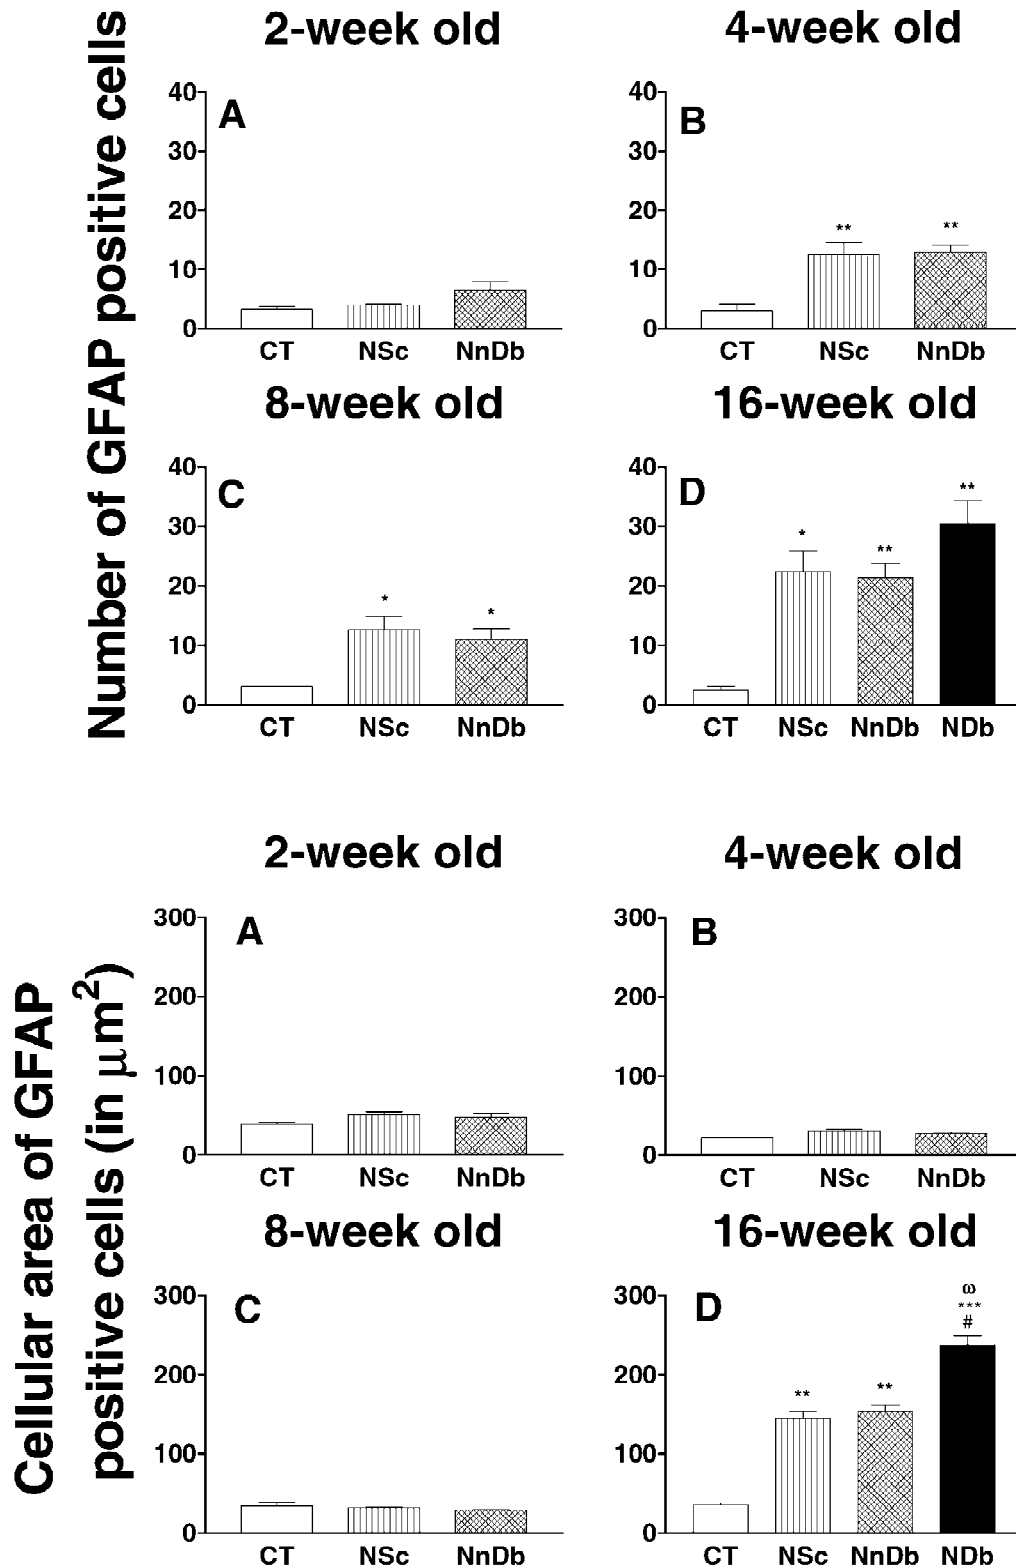 Number of GFAP positive cells
2-week old
4-week old
A
40
30
20
10
0
CT NSc NnDb
B
40
30
20
10
0
**
**
CT NSc NnDb
8-week old
16-week old
C
40
30
20
10
0
*
*
CT NSc NnDb
D
40
30
20
10
0
*
**
**
CT NSc NnDb NDb
Cellular area of GFAP
positive cells (in μm²)
2-week old
4-week old
A
300
200
100
0
CT NSc NnDb
B
300
200
100
0
CT NSc NnDb
8-week old
16-week old
C
300
200
100
0
CT NSc NnDb
D
300
200
100
0
**
**
ω
***
#
CT NSc NnDb NDb